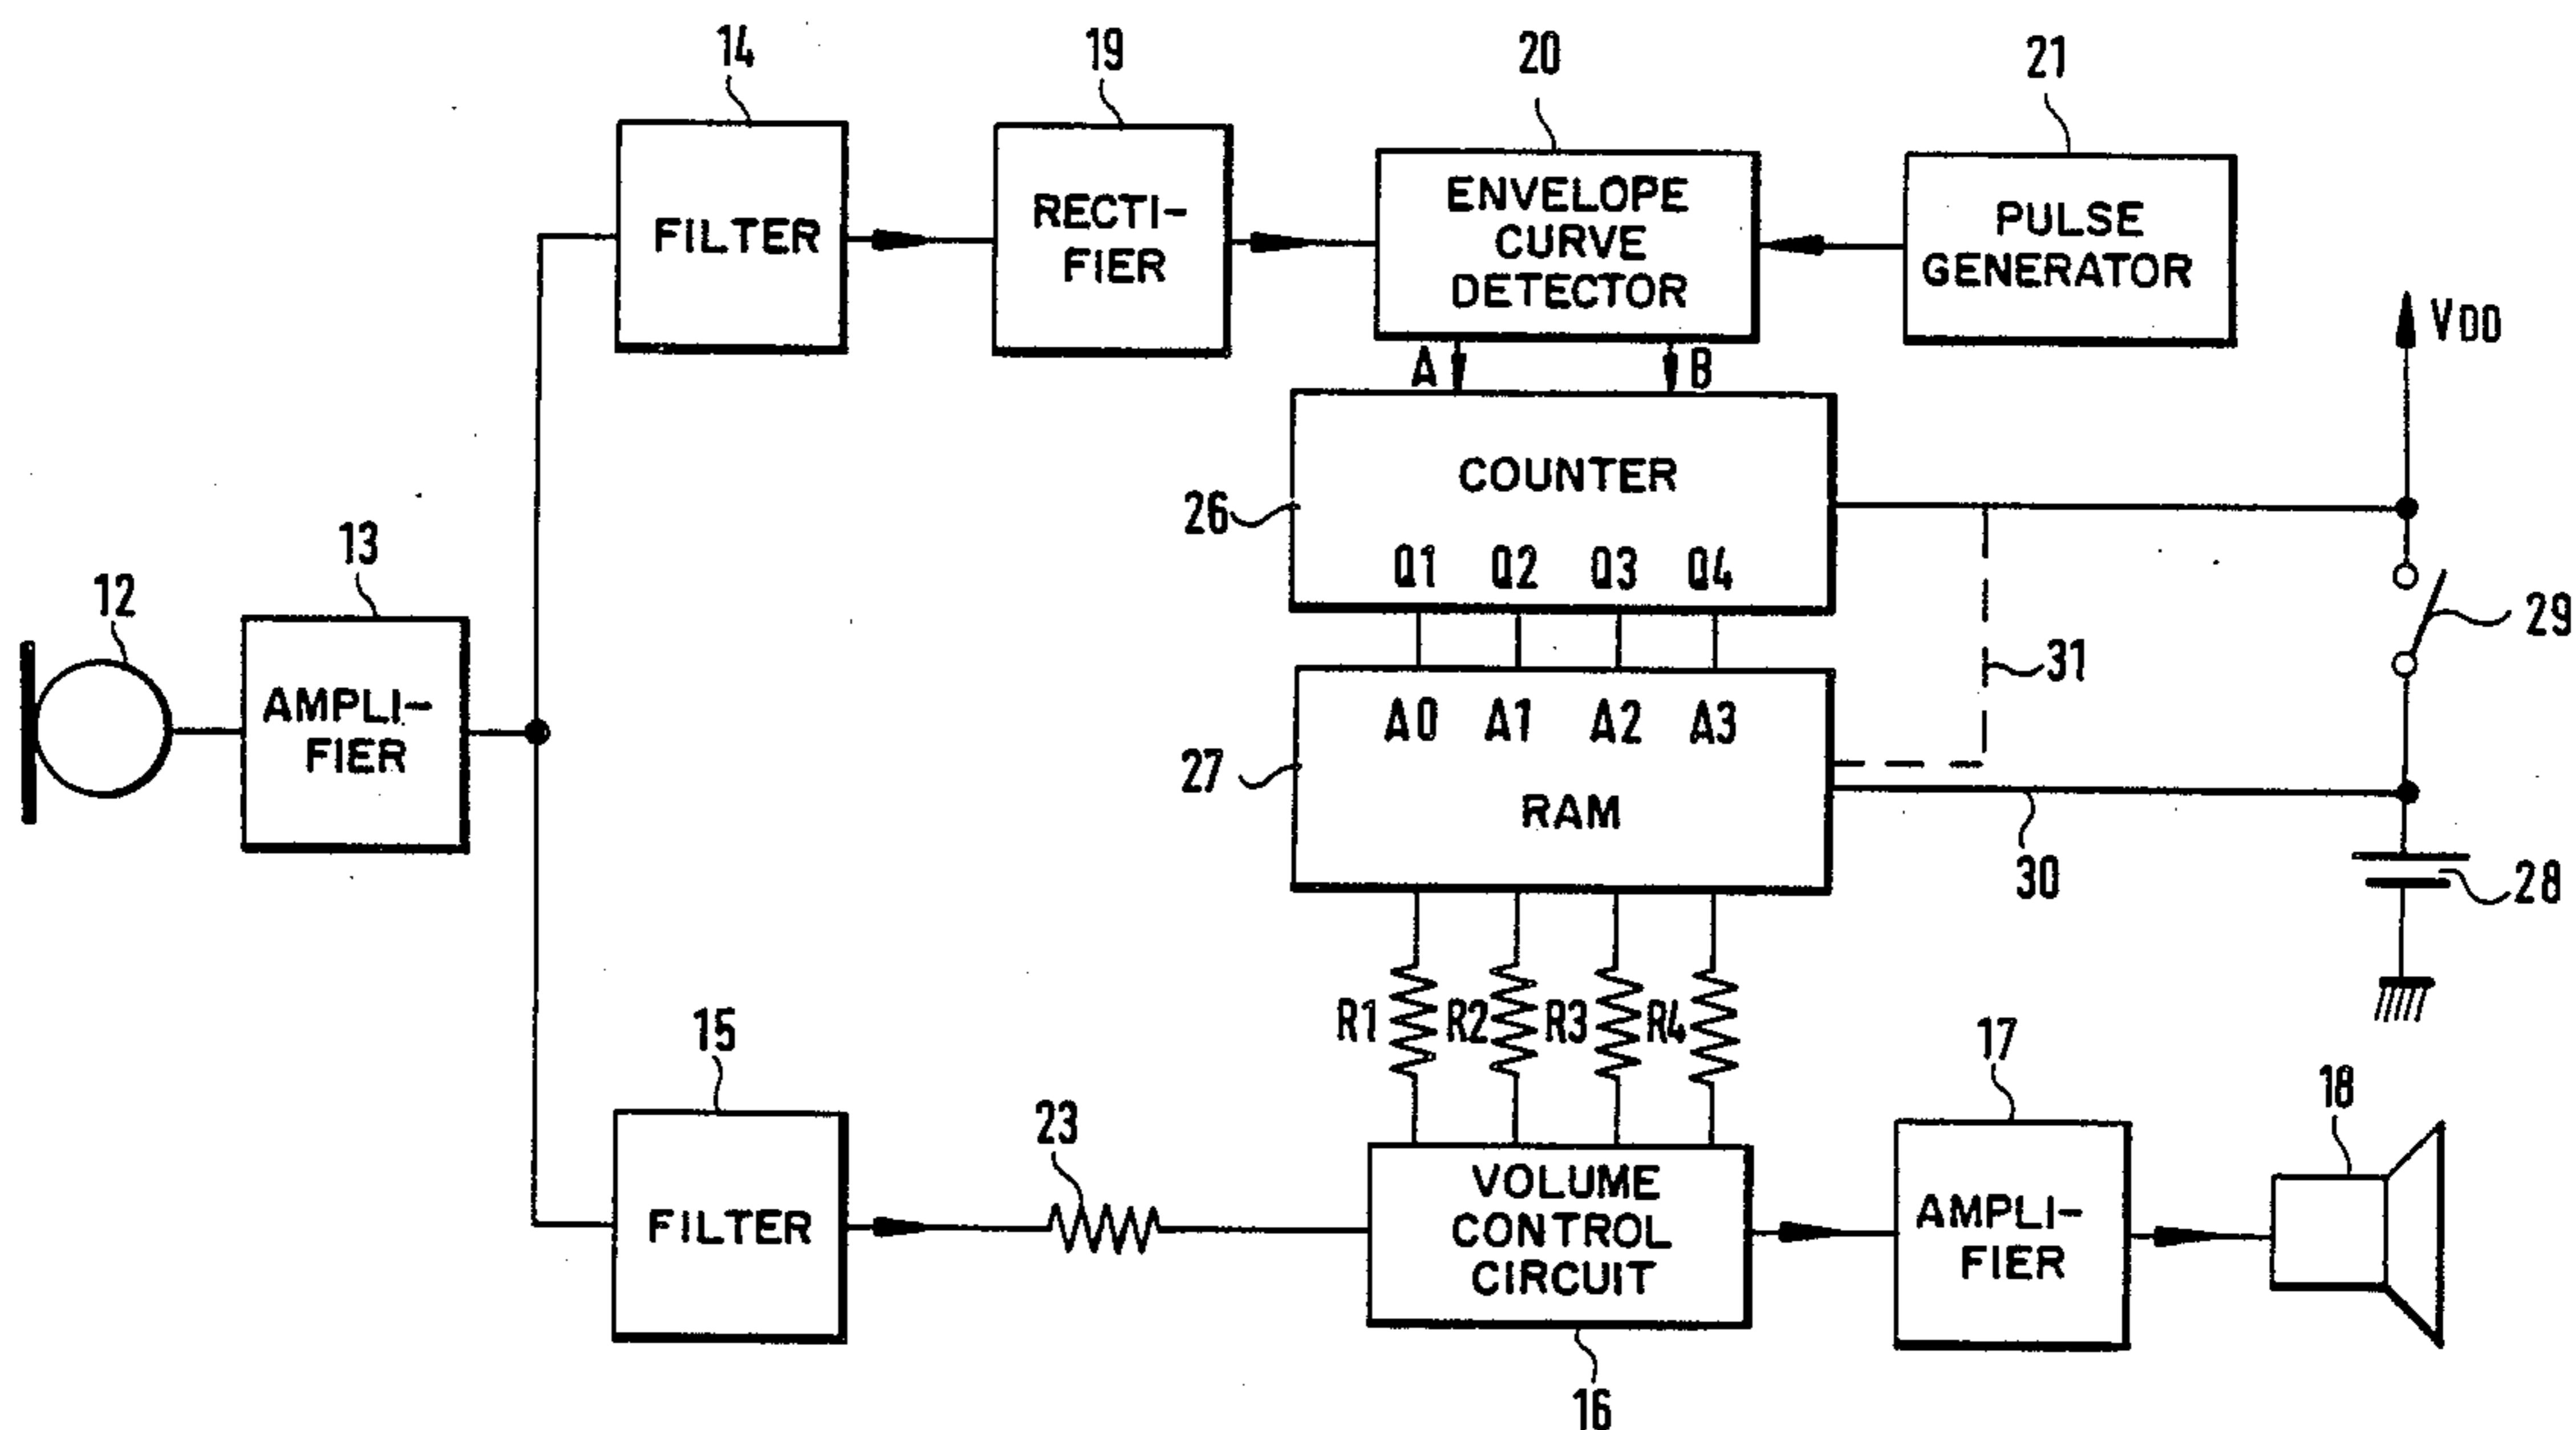 14
19
20
21
FILTER
RECTI-
FIER
ENVELOPE
CURVE
DETECTOR
PULSE
GENERATOR
VDD
A
B
COUNTER
26
Q1 Q2 Q3 Q4
29
12
13
AMPLI-
FIER
31
A0 A1 A2 A3
27
RAM
30
28
R1 R2 R3 R4
15
23
17
18
FILTER
VOLUME
CONTROL
CIRCUIT
AMPLI-
FIER
16